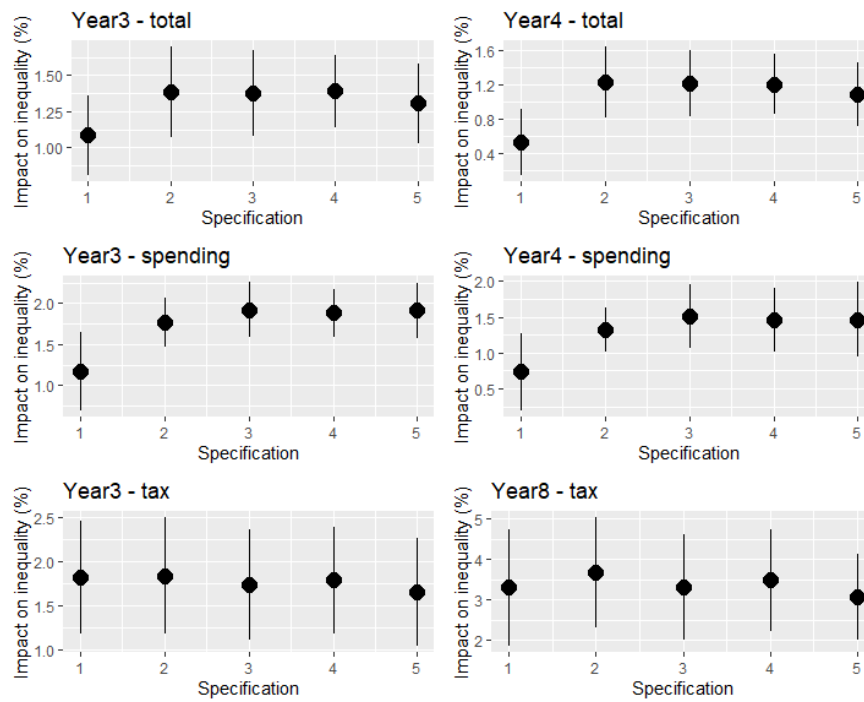 Year3 - total
Impact on inequality (%)
1.50
1.25
1.00
1 2 3 4 5
Specification
Year4 - total
Impact on inequality (%)
1.6
1.2
0.8
0.4
1 2 3 4 5
Specification
Year3 - spending
Impact on inequality (%)
2.0
1.5
1.0
1 2 3 4 5
Specification
Year4 - spending
Impact on inequality (%)
2.0
1.5
1.0
0.5
1 2 3 4 5
Specification
Year3 - tax
Impact on inequality (%)
2.5
2.0
1.5
1.0
1 2 3 4 5
Specification
Year8 - tax
Impact on inequality (%)
5
4
3
2
1 2 3 4 5
Specification